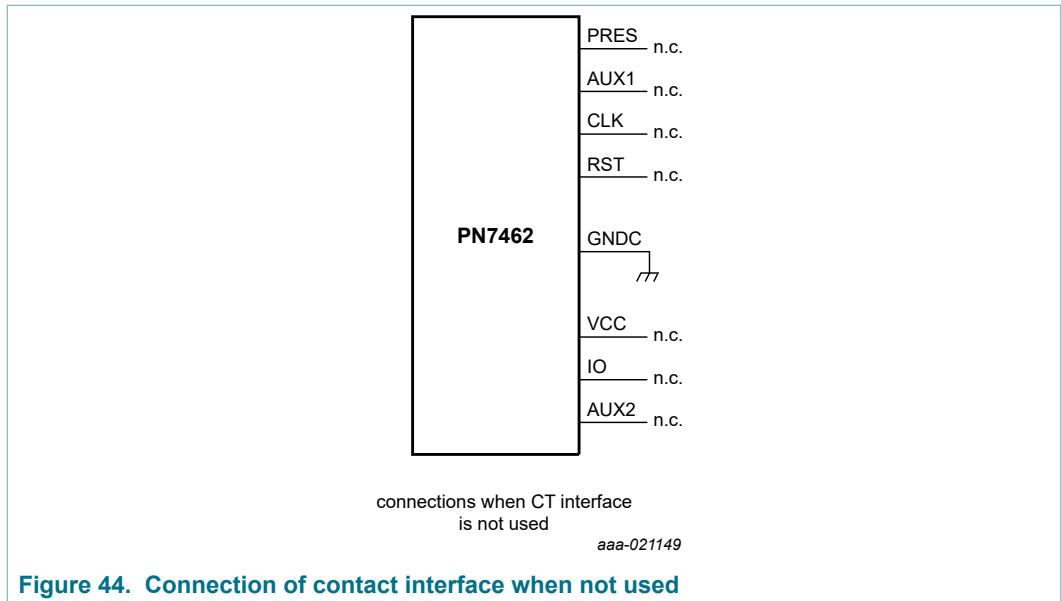 PRES
n.c.
AUX1
n.c.
CLK
n.c.
RST
n.c.
PN7462
GNDC
VCC
n.c.
IO
n.c.
AUX2
n.c.
connections when CT interface
is not used
aaa-021149
Figure 44. Connection of contact interface when not used